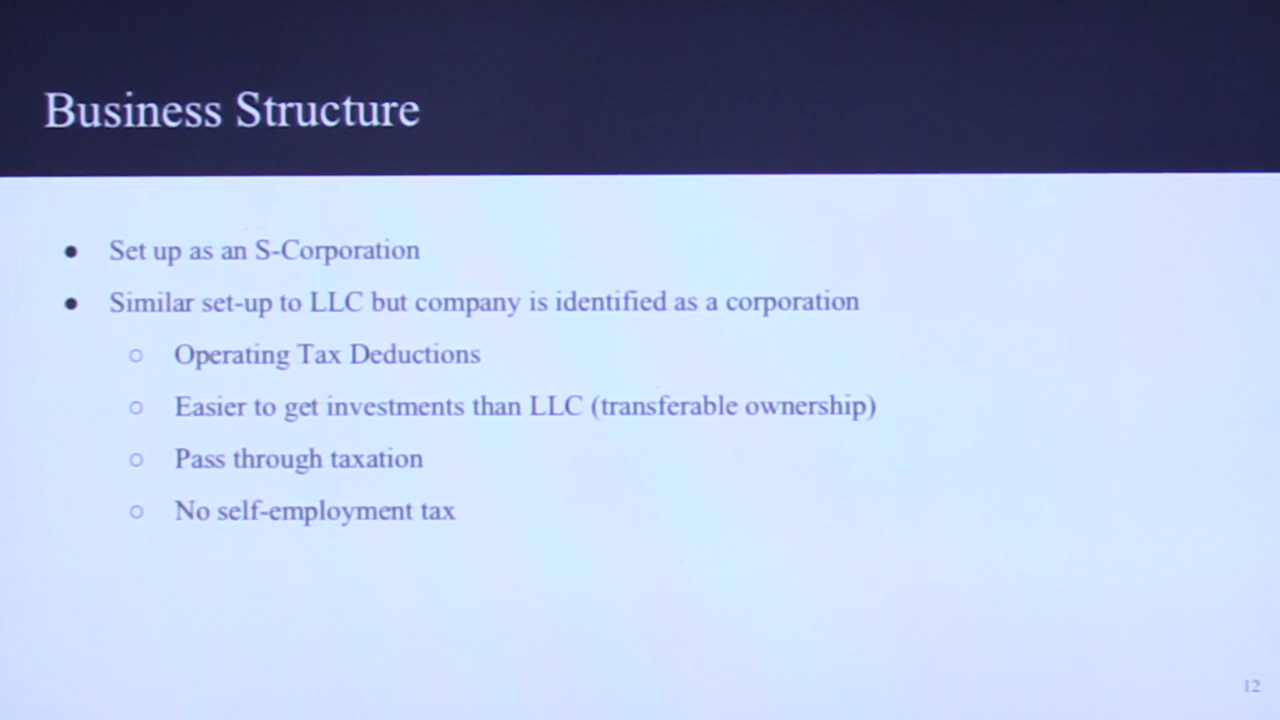 Business Structure
● Set up as an S-Corporation
● Similar set-up to LLC but company is identified as a corporation
○ Operating Tax Deductions
○ Easier to get investments than LLC (transferable ownership)
○ Pass through taxation
○ No self-employment tax
12